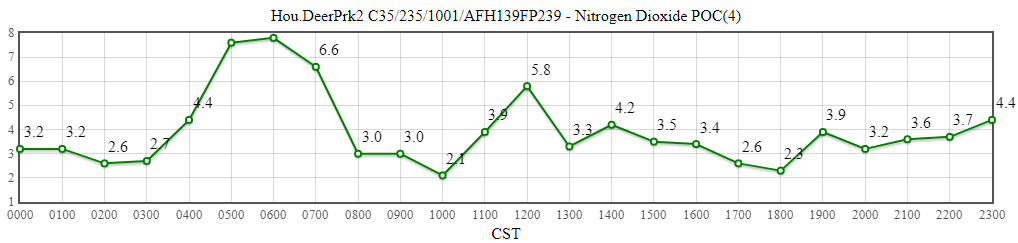 Hou.DeerPrk2 C35/235/1001/AFH139FP239 - Nitrogen Dioxide POC(4)
8
7
6
5
4
3
2
1
3.2 3.2 2.6 2.7 4.4 6.6 3.0 3.0 2.1 3.9 5.8 3.3 4.2 3.5 3.4 2.6 2.3 3.9 3.2 3.6 3.7 4.4
0000 0100 0200 0300 0400 0500 0600 0700 0800 0900 1000 1100 1200 1300 1400 1500 1600 1700 1800 1900 2000 2100 2200 2300
CST